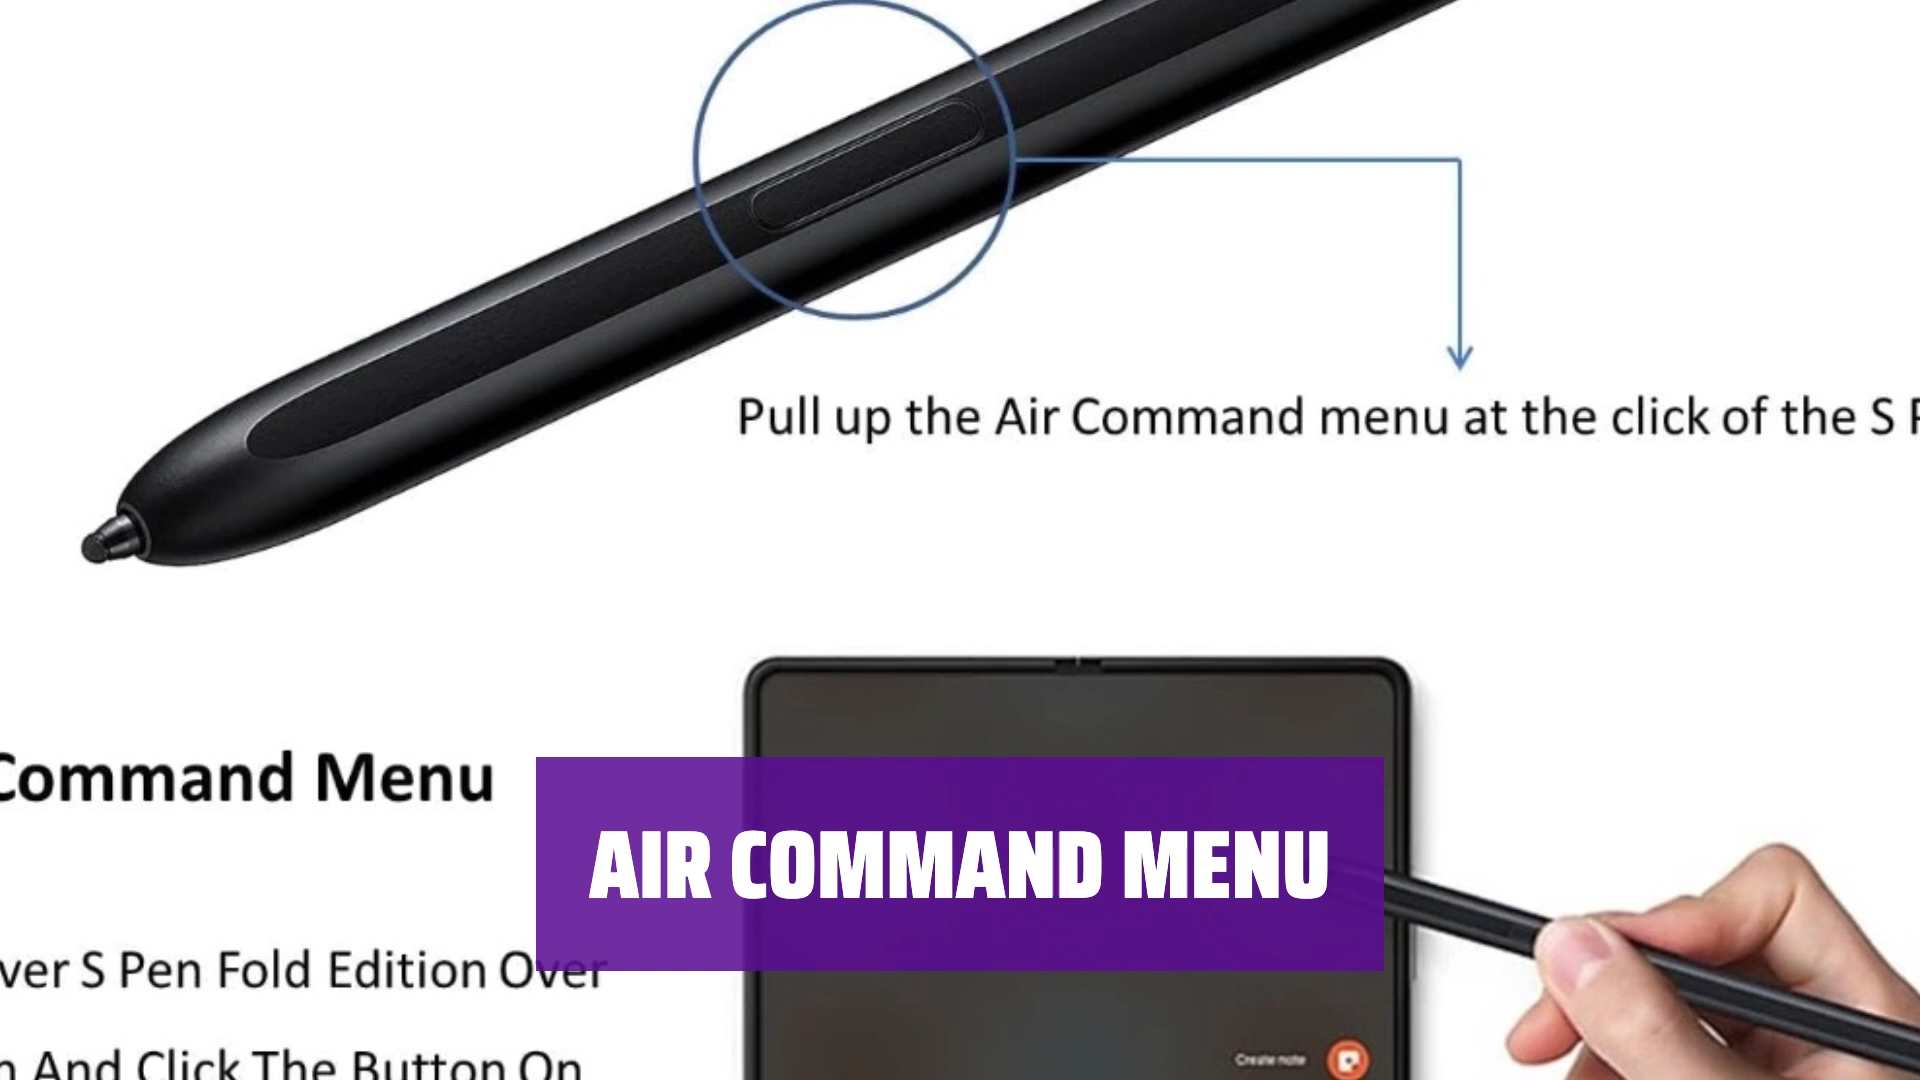 Pull up the Air Command menu at the click of the S
Command Menu
AIR COMMAND MENU
ver S Pen Fold Edition Over
And Click The Button On
Create note